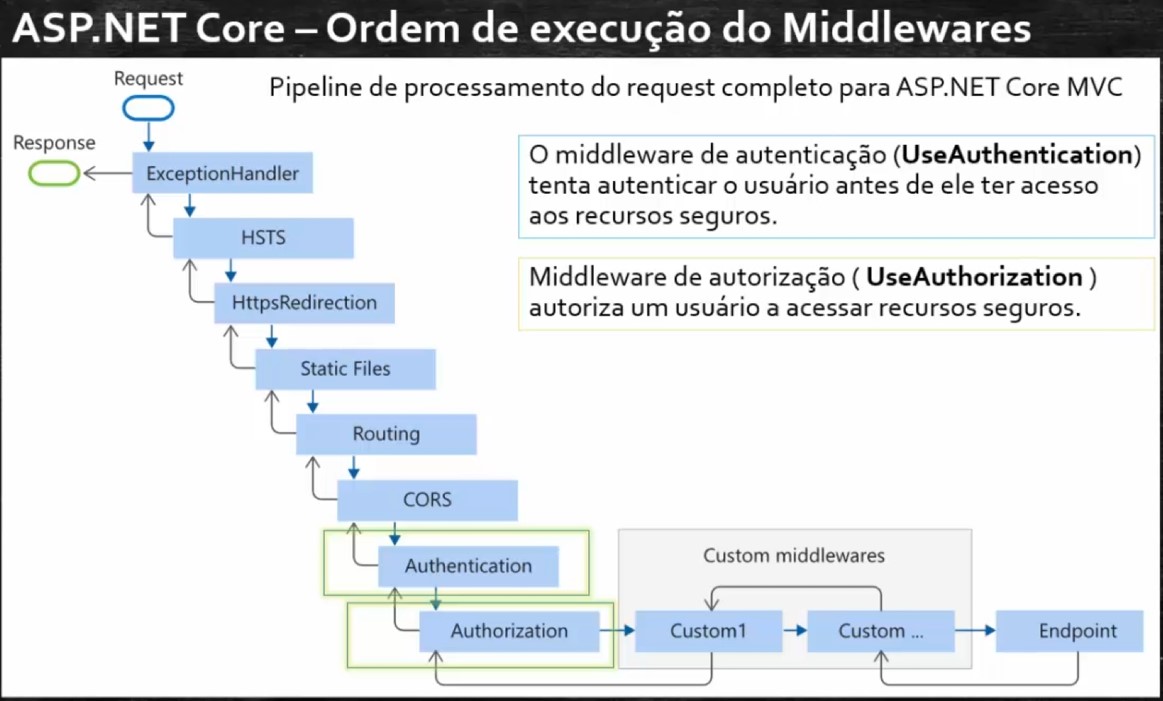 ASP.NET Core – Ordem de execução do Middlewares
Request
Pipeline de processamento do request completo para ASP.NET Core MVC
Response
ExceptionHandler
HSTS
HttpsRedirection
Static Files
Routing
CORS
Authentication
Authorization
O middleware de autenticação (UseAuthentication)
tenta autenticar o usuário antes de ele ter acesso
aos recursos seguros.
Middleware de autorização ( UseAuthorization )
autoriza um usuário a acessar recursos seguros.
Custom middlewares
Custom1
Custom ...
Endpoint